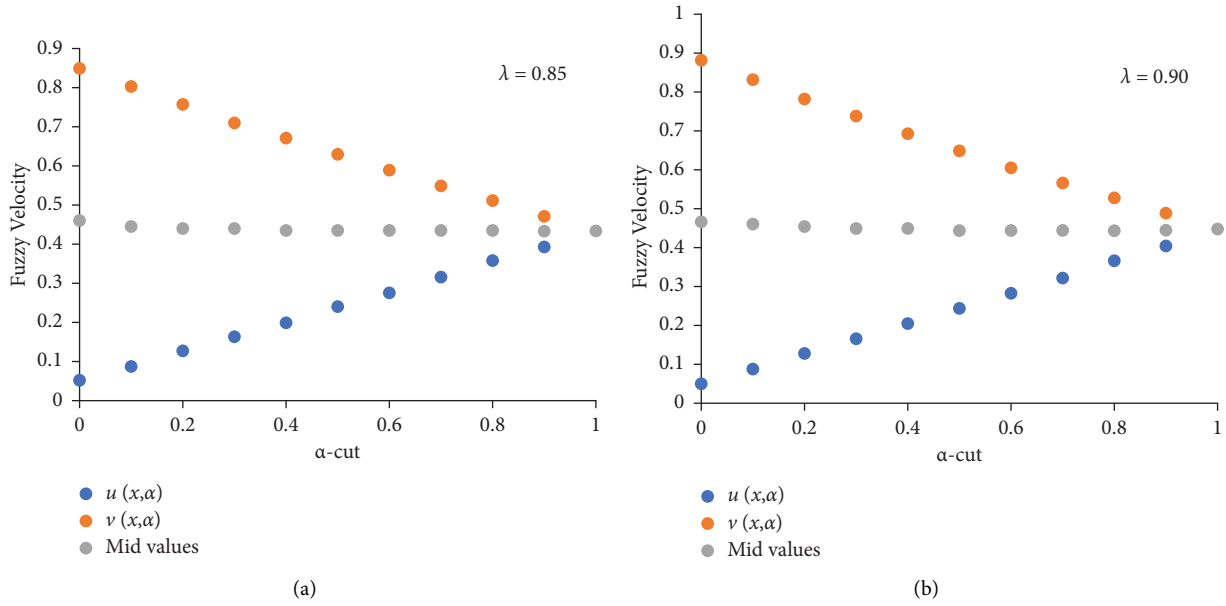 0.9
0.8
0.7
0.6
0.5
0.4
0.3
0.2
0.1
0
Fuzzy Velocity
λ = 0.85
0 0.2 0.4 0.6 0.8 1
α-cut
u (x,α)
v (x,α)
Mid values
(a)
1
0.9
0.8
0.7
0.6
0.5
0.4
0.3
0.2
0.1
0
Fuzzy Velocity
λ = 0.90
0 0.2 0.4 0.6 0.8 1
α-cut
u (x,α)
v (x,α)
Mid values
(b)